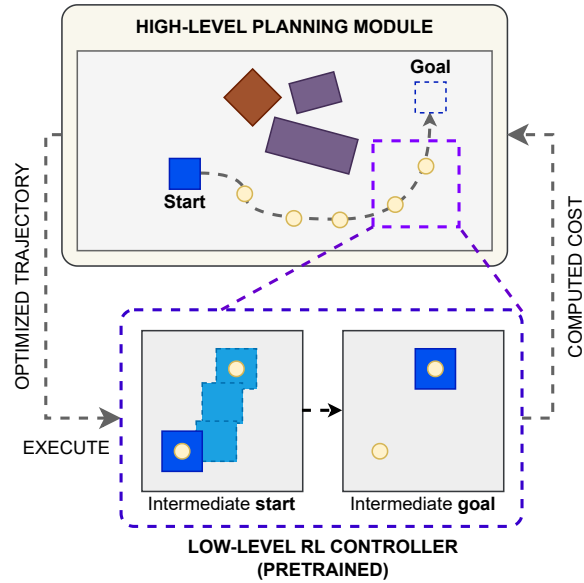 HIGH-LEVEL PLANNING MODULE
Goal
Start
OPTIMIZED TRAJECTORY
COMPUTED COST
EXECUTE
Intermediate start
Intermediate goal
LOW-LEVEL RL CONTROLLER
(PRETRAINED)